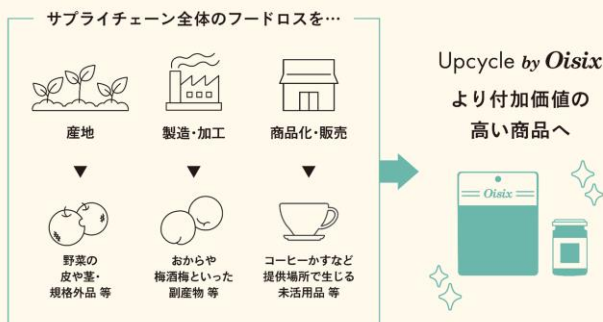 サプライチェーン全体のフードロスを…
産地
製造・加工
商品化・販売
野菜の
皮や茎・
規格外品 等
おからや
梅酒梅といった
副産物 等
コーヒーかすなど
提供場所で生じる
未活用品 等
Upcycle by Oisix
より付加価値の
高い商品へ
Oisix